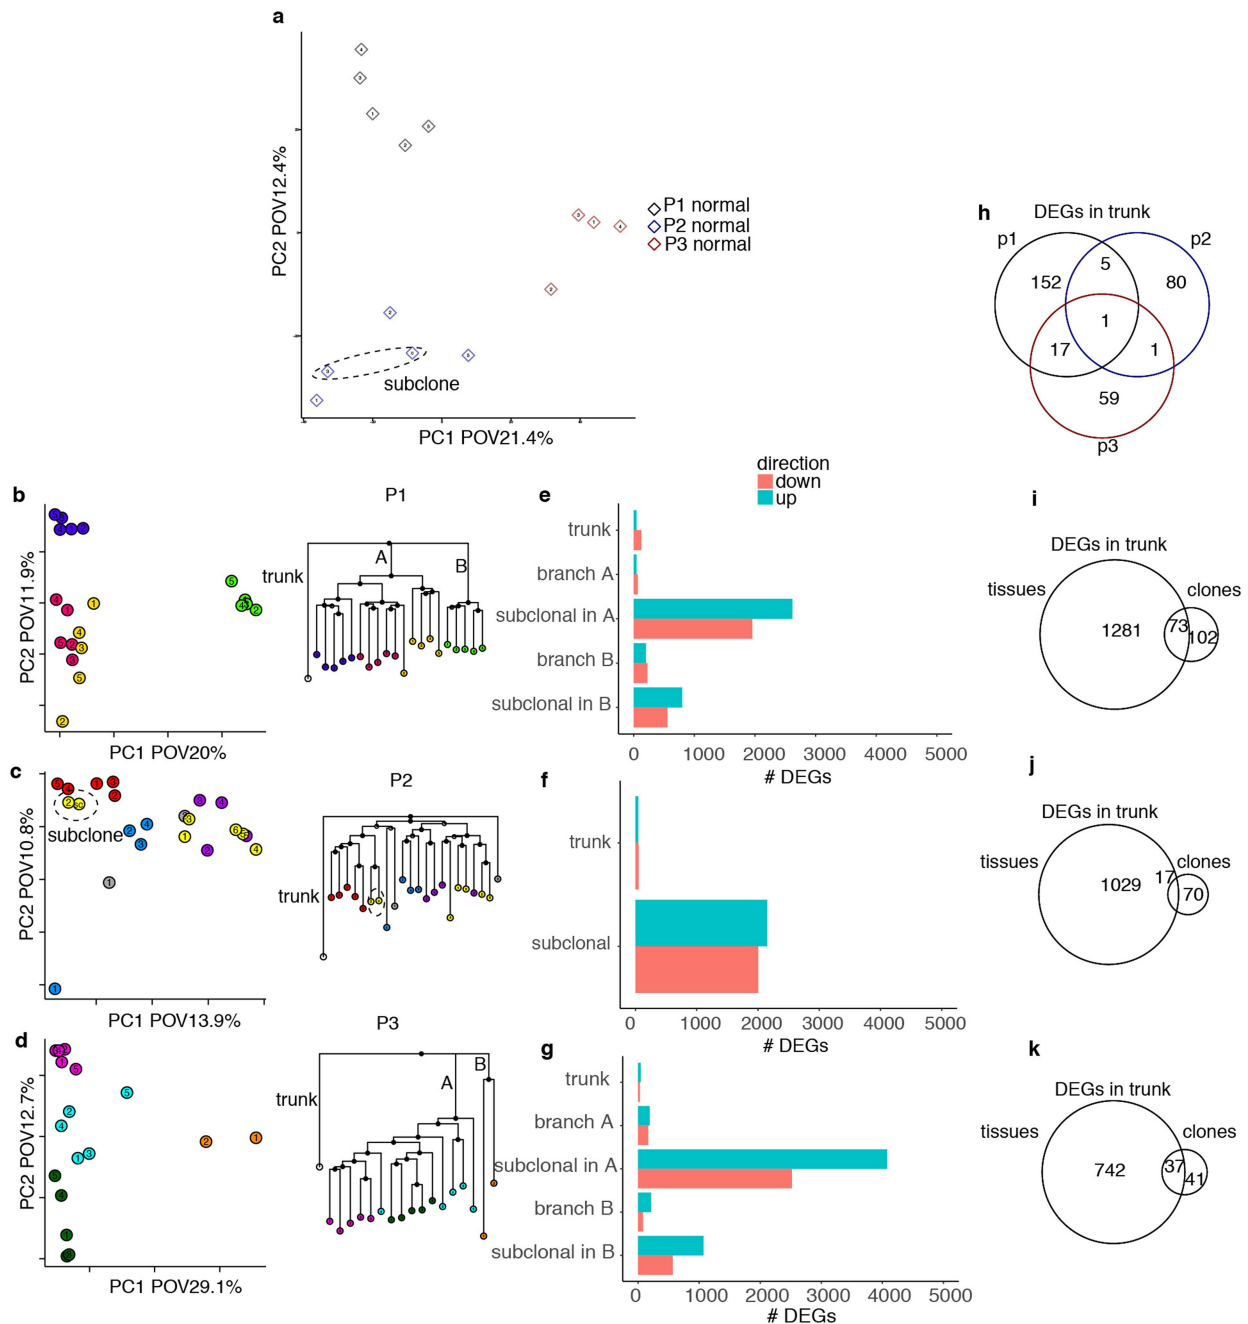 a
PC2 POV12.4%
PC1 POV21.4%
subclone
P1 normal
P2 normal
P3 normal
h
DEGs in trunk
p1
p2
152
5
80
1
17
1
59
p3
b
PC2 POV11.9%
PC1 POV20%
P1
trunk
A
B
e
direction
down
up
trunk
branch A
subclonal in A
branch B
subclonal in B
0 1000 2000 3000 4000 5000
# DEGs
i
DEGs in trunk
tissues
clones
1281
73
102
c
PC2 POV10.8%
PC1 POV13.9%
subclone
P2
trunk
f
trunk
subclonal
0 1000 2000 3000 4000 5000
# DEGs
j
DEGs in trunk
tissues
clones
1029
17
70
d
PC2 POV12.7%
PC1 POV29.1%
P3
trunk
A
B
g
trunk
branch A
subclonal in A
branch B
subclonal in B
0 1000 2000 3000 4000 5000
# DEGs
k
DEGs in trunk
tissues
clones
742
37
41